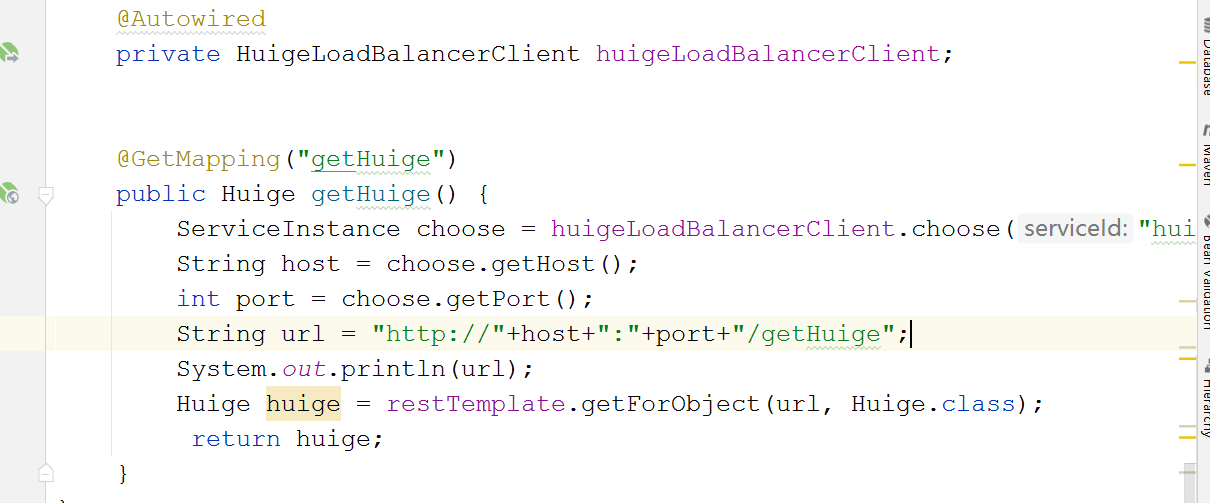 @Autowired
private HuigeLoadBalancerClient huigeLoadBalancerClient;
@GetMapping("getHuige")
public Huige getHuige() {
ServiceInstance choose = huigeLoadBalancerClient.choose( serviceId: "hui
String host = choose.getHost();
int port = choose.getPort();
String url = "http://"+host+":"+port+"/getHuige";
System.out.println(url);
Huige huige = restTemplate.getForObject(url, Huige.class);
return huige;
}
Database
Maven
Bean Validation
Hierarchy